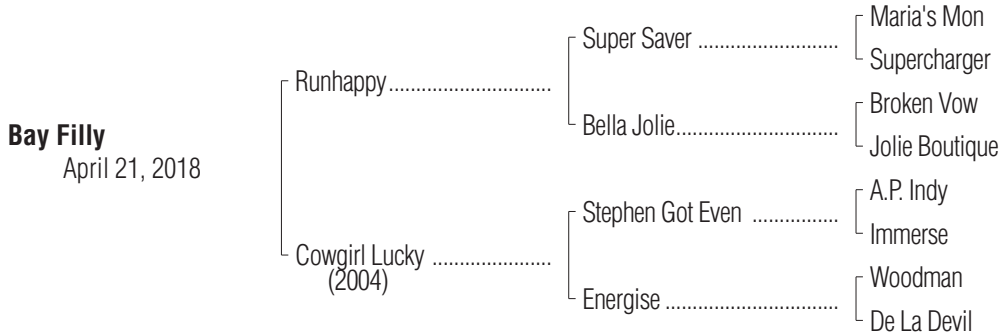 Bay Filly
April 21, 2018
Runhappy..............................
Cowgirl Lucky ......................
(2004)
Super Saver ..........................
Bella Jolie..............................
Stephen Got Even ................
Energise ................................
Maria's Mon
Supercharger
Broken Vow
Jolie Boutique
A.P. Indy
Immerse
Woodman
De La Devil